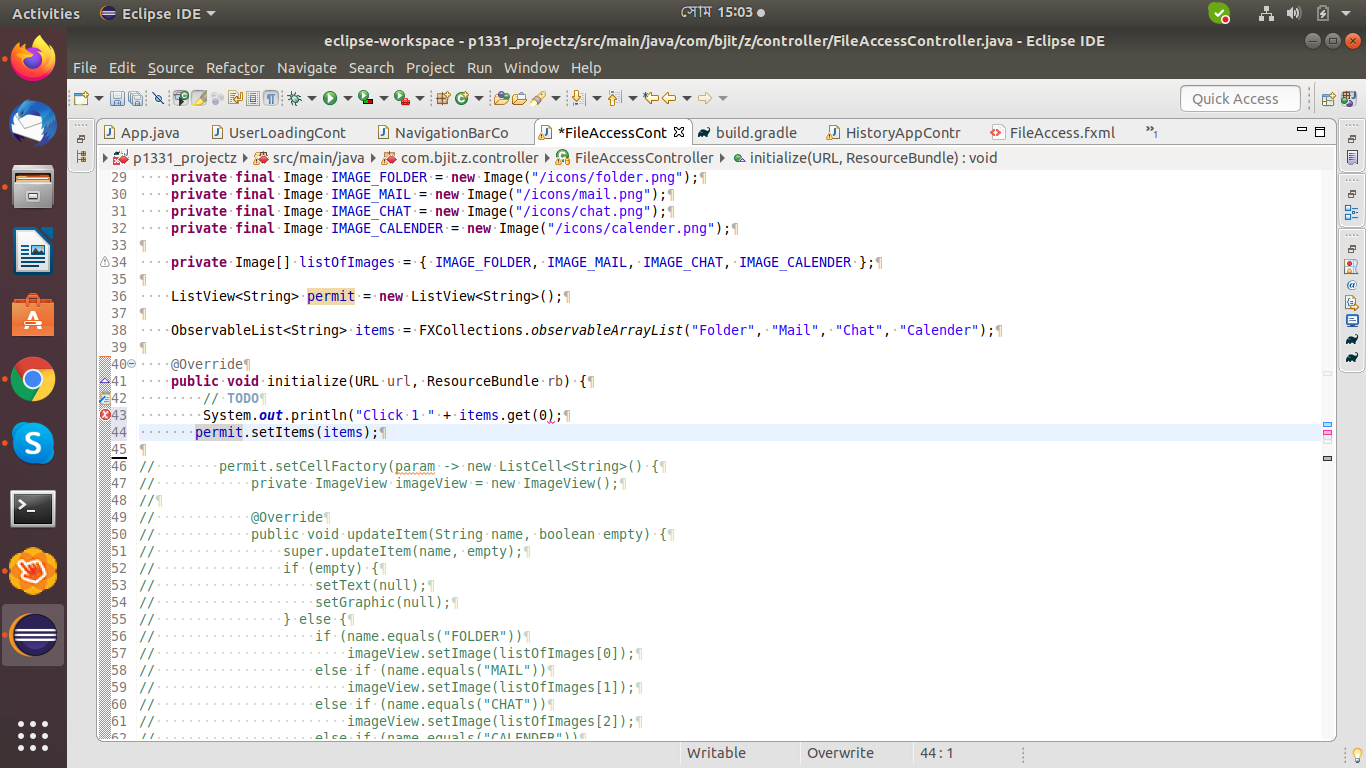 Activities Eclipse IDE সোম 15:03
eclipse-workspace - p1331_projectz/src/main/java/com/bjit/z/controller/FileAccessController.java - Eclipse IDE
File Edit Source Refactor Navigate Search Project Run Window Help
Quick Access
App.java UserLoadingCont NavigationBarCo *FileAccessCont build.gradle HistoryAppContr FileAccess.fxml »1
p1331_projectz src/main/java com.bjit.z.controller FileAccessController initialize(URL, ResourceBundle) : void
29 private final Image IMAGE_FOLDER = new Image("/icons/folder.png");¶
30 private final Image IMAGE_MAIL = new Image("/icons/mail.png");¶
31 private final Image IMAGE_CHAT = new Image("/icons/chat.png");¶
32 private final Image IMAGE_CALENDER = new Image("/icons/calender.png");¶
33 ¶
34 private Image[] listOfImages = { IMAGE_FOLDER, IMAGE_MAIL, IMAGE_CHAT, IMAGE_CALENDER };¶
35 ¶
36 ListView<String> permit = new ListView<String>();¶
37 ¶
38 ObservableList<String> items = FXCollections.observableArrayList("Folder", "Mail", "Chat", "Calender");¶
39 ¶
40 @Override¶
41 public void initialize(URL url, ResourceBundle rb) {¶
42 // TODO¶
43 System.out.println("Click 1 " + items.get(0);¶
44 permit.setItems(items);¶
45 ¶
46 // permit.setCellFactory(param -> new ListCell<String>() {¶
47 // private ImageView imageView = new ImageView();¶
48 //¶
49 // @Override¶
50 // public void updateItem(String name, boolean empty) {¶
51 // super.updateItem(name, empty);¶
52 // if (empty) {¶
53 // setText(null);¶
54 // setGraphic(null);¶
55 // } else {¶
56 // if (name.equals("FOLDER"))¶
57 // imageView.setImage(listOfImages[0]);¶
58 // else if (name.equals("MAIL"))¶
59 // imageView.setImage(listOfImages[1]);¶
60 // else if (name.equals("CHAT"))¶
61 // imageView.setImage(listOfImages[2]);¶
62 // else if (name.equals("CALENDER"))¶
Writable Overwrite 44 : 1